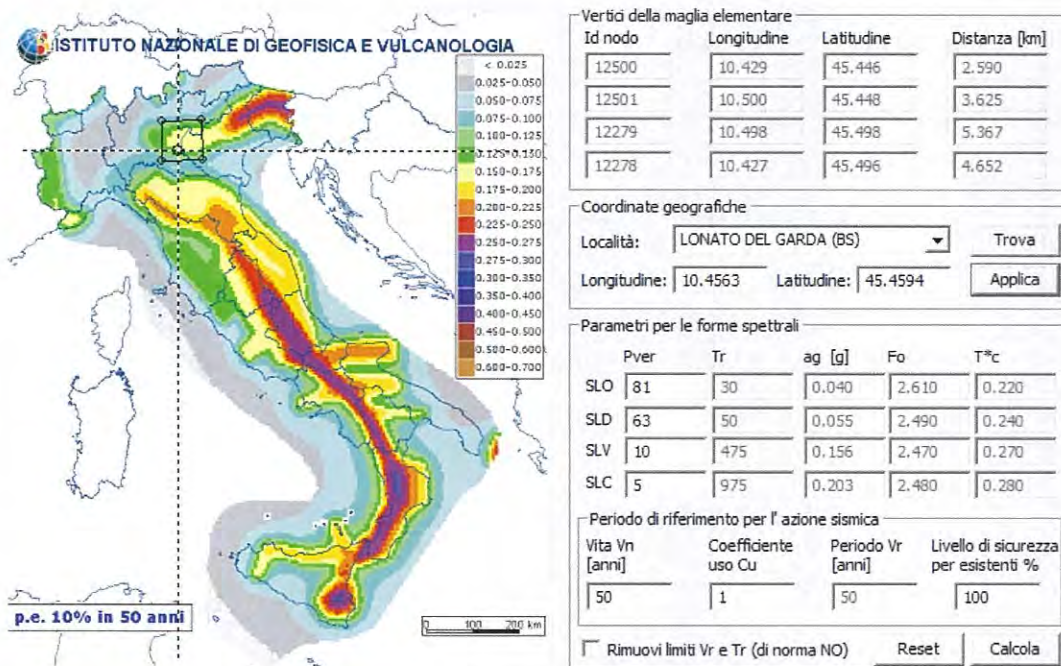 ISTITUTO NAZIONALE DI GEOFISICA E VULCANOLOGIA
< 0.025
0.025-0.050
0.050-0.075
0.075-0.100
0.100-0.125
0.125-0.150
0.150-0.175
0.175-0.200
0.200-0.225
0.225-0.250
0.250-0.275
0.275-0.300
0.300-0.350
0.350-0.400
0.400-0.450
0.450-0.500
0.500-0.600
0.600-0.700
p.e. 10% in 50 anni
0 100 200 km
Vertici della maglia elementare
Id nodo Longitudine Latitudine Distanza [km]
12500 10.429 45.446 2.590
12501 10.500 45.448 3.625
12279 10.498 45.498 5.367
12278 10.427 45.496 4.652
Coordinate geografiche
Località: LONATO DEL GARDA (BS) Trova
Longitudine: 10.4563 Latitudine: 45.4594 Applica
Parametri per le forme spettrali
Pver Tr ag [g] Fo T*c
SLO 81 30 0.040 2.610 0.220
SLD 63 50 0.055 2.490 0.240
SLV 10 475 0.156 2.470 0.270
SLC 5 975 0.203 2.480 0.280
Periodo di riferimento per l' azione sismica
Vita Vn Coefficiente Periodo Vr Livello di sicurezza
[anni] uso Cu [anni] per esistenti %
50 1 50 100
Rimuovi limiti Vr e Tr (di norma NO) Reset Calcola